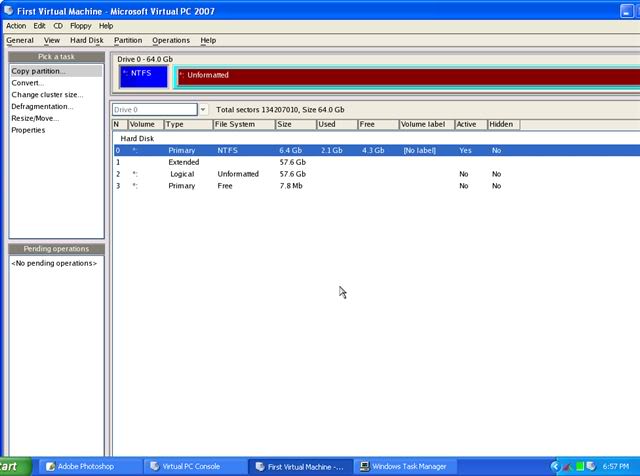 First Virtual Machine - Microsoft Virtual PC 2007
Action Edit CD Floppy Help
General View Hard Disk Partition Operations Help
Pick a task
Copy partition...
Convert...
Change cluster size...
Defragmentation...
Resize/Move...
Properties
Pending operations
<No pending operations>
Drive 0 - 64.0 Gb
*: NTFS
*: Unformatted
Drive 0 Total sectors 134207010, Size 64.0 Gb
N Volume Type File System Size Used Free Volume label Active Hidden
Hard Disk
0 *: Primary NTFS 6.4 Gb 2.1 Gb 4.3 Gb [No label] Yes No
1 Extended 57.6 Gb
2 *: Logical Unformatted 57.6 Gb No No
3 *: Primary Free 7.8 Mb No No
art Adobe Photoshop Virtual PC Console First Virtual Machine -... Windows Task Manager 6:57 PM